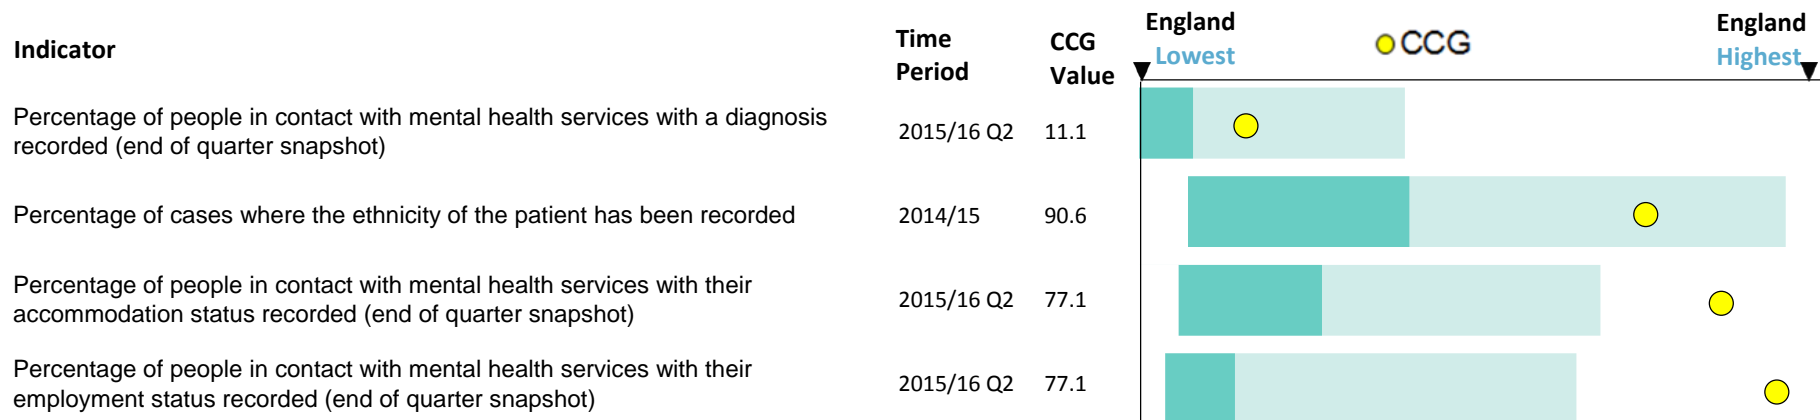 Indicator
Time Period
CCG Value
England Lowest
CCG
England Highest
Percentage of people in contact with mental health services with a diagnosis
recorded (end of quarter snapshot)
2015/16 Q2 11.1
Percentage of cases where the ethnicity of the patient has been recorded
2014/15 90.6
Percentage of people in contact with mental health services with their
accommodation status recorded (end of quarter snapshot)
2015/16 Q2 77.1
Percentage of people in contact with mental health services with their
employment status recorded (end of quarter snapshot)
2015/16 Q2 77.1